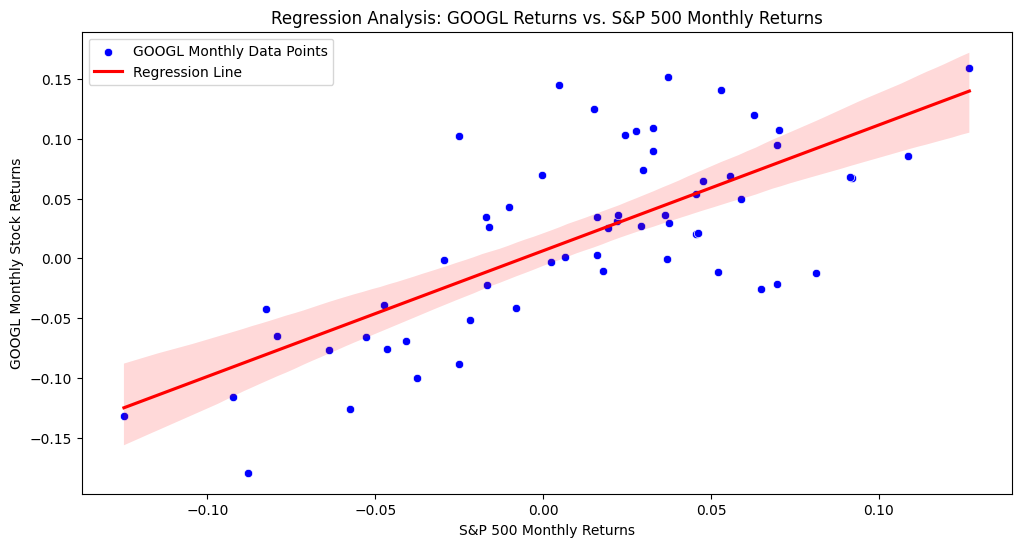 Regression Analysis: GOOGL Returns vs. S&P 500 Monthly Returns
GOOGL Monthly Data Points
Regression Line
GOOGL Monthly Stock Returns
0.15
0.10
0.05
0.00
−0.05
−0.10
−0.15
−0.10
−0.05
0.00
0.05
0.10
S&P 500 Monthly Returns